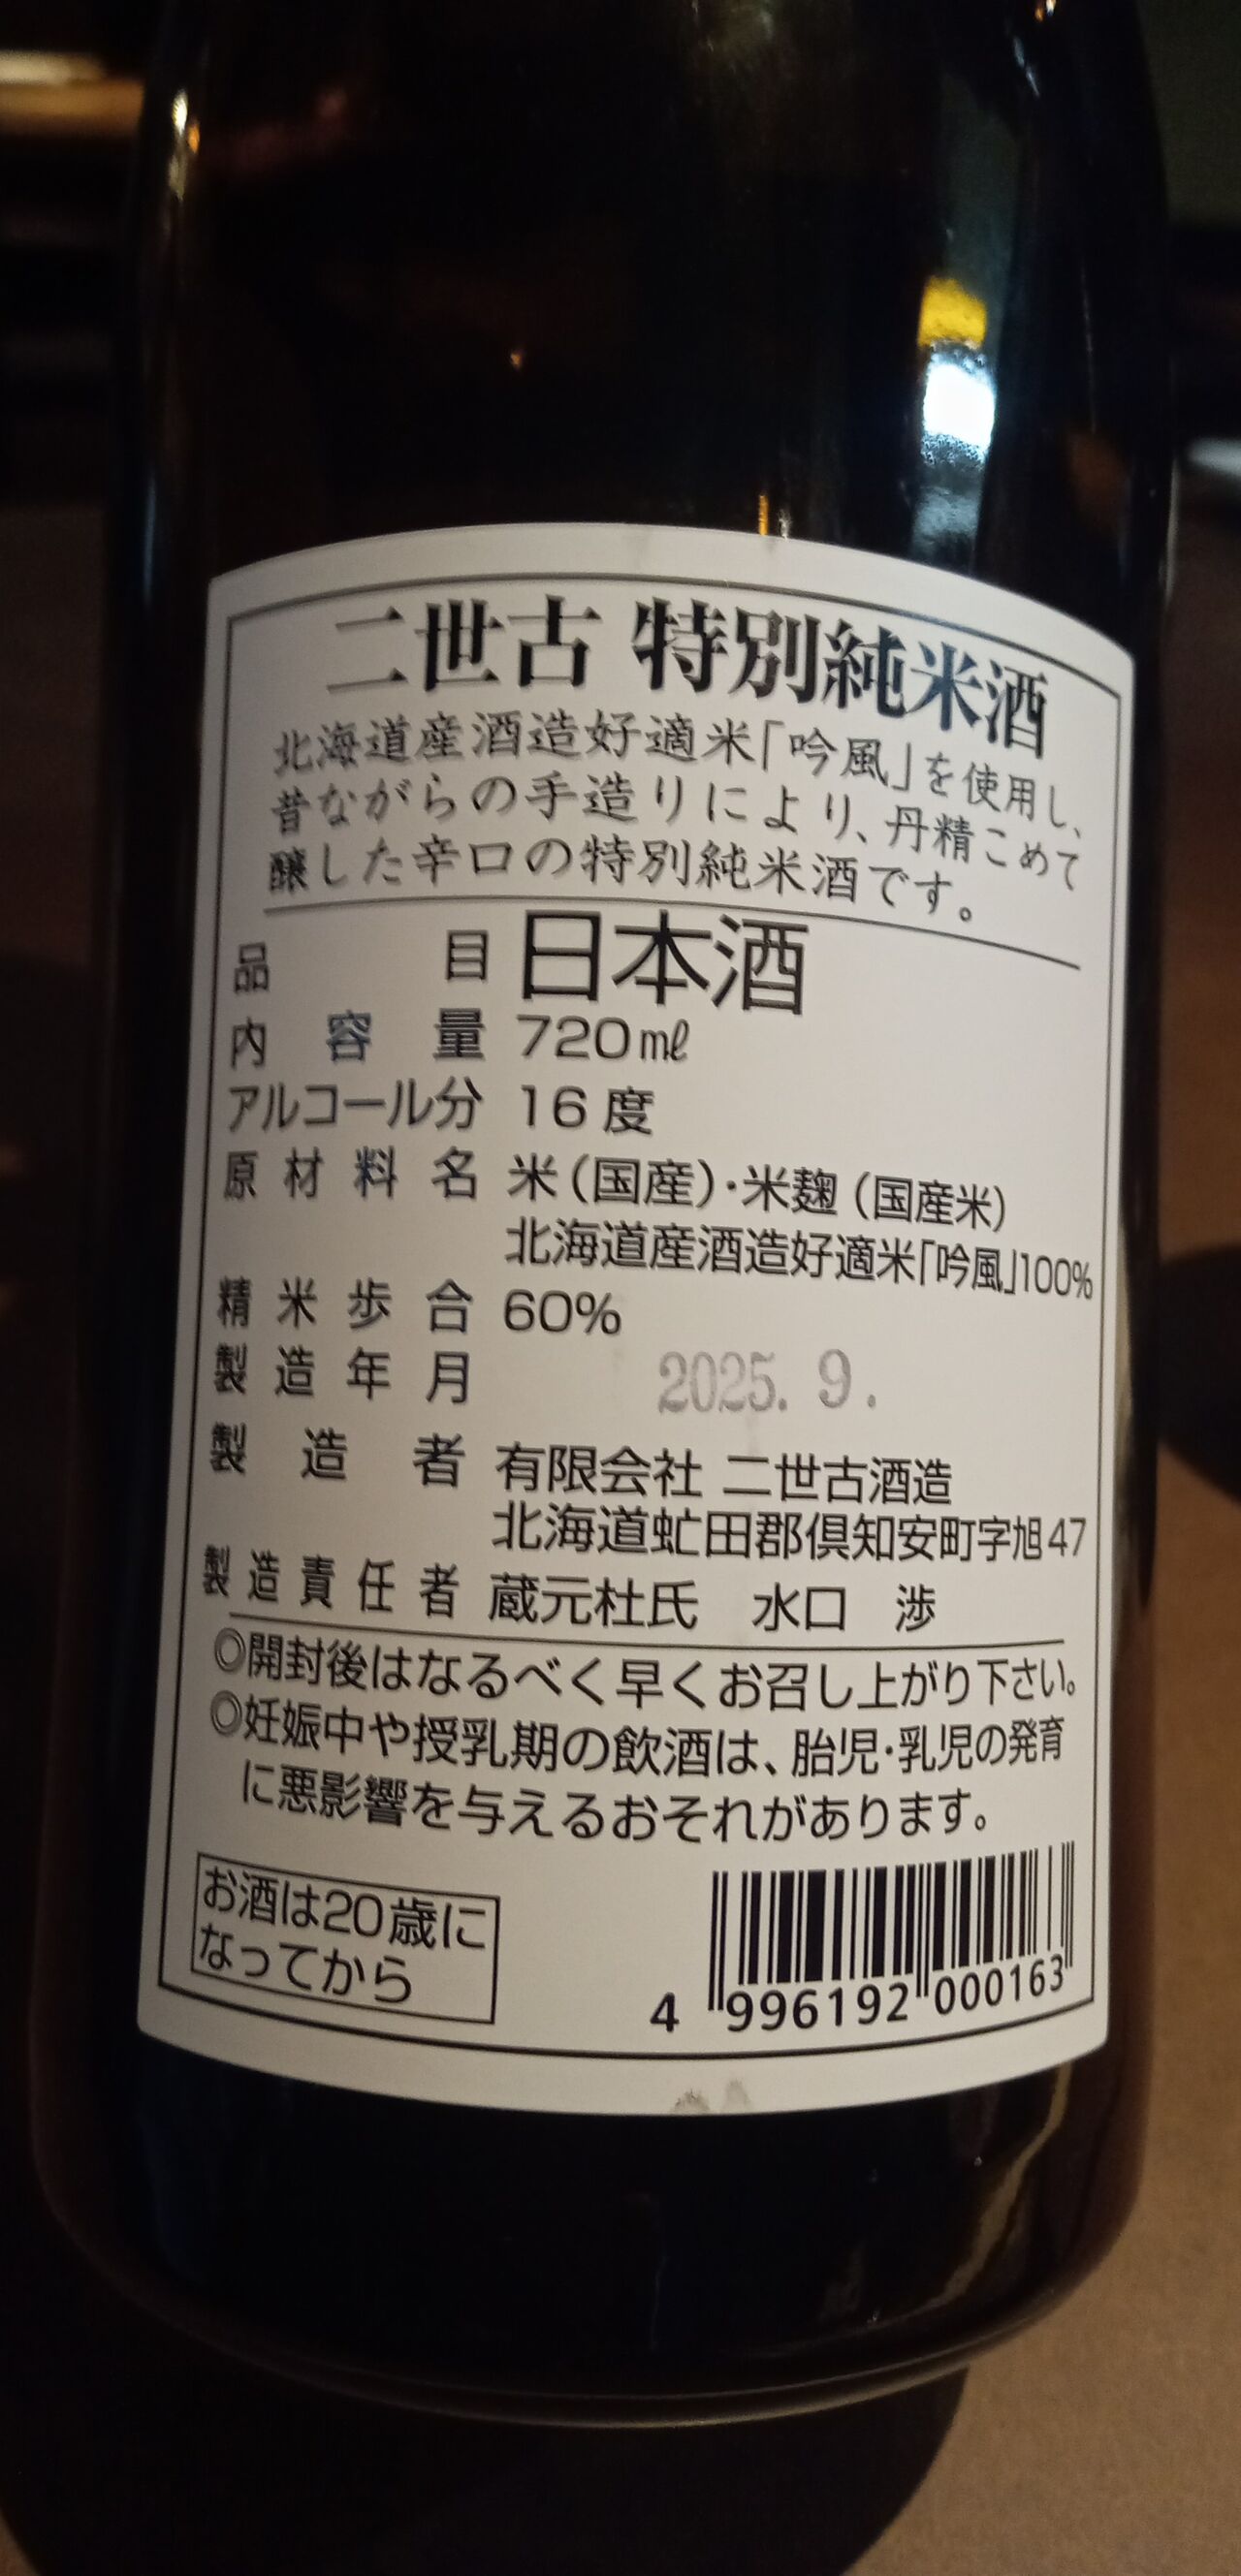 二世古 特別純米酒
北海道産酒造好適米「吟風」を使用し、
昔ながらの手造りにより、丹精こめて
醸した辛口の特別純米酒です。
品目 日本酒
内容量 720㎖
アルコール分 16度
原材料名 米(国産)・米麹(国産米)
北海道産酒造好適米「吟風」100%
精米歩合 60%
製造年月 2025. 9.
製造者 有限会社 二世古酒造
北海道虻田郡倶知安町字旭47
製造責任者 蔵元杜氏 水口 渉
◎開封後はなるべく早くお召し上がり下さい。
◎妊娠中や授乳期の飲酒は、胎児・乳児の発育
に悪影響を与えるおそれがあります。
お酒は20歳に
なってから
4 996192 000163